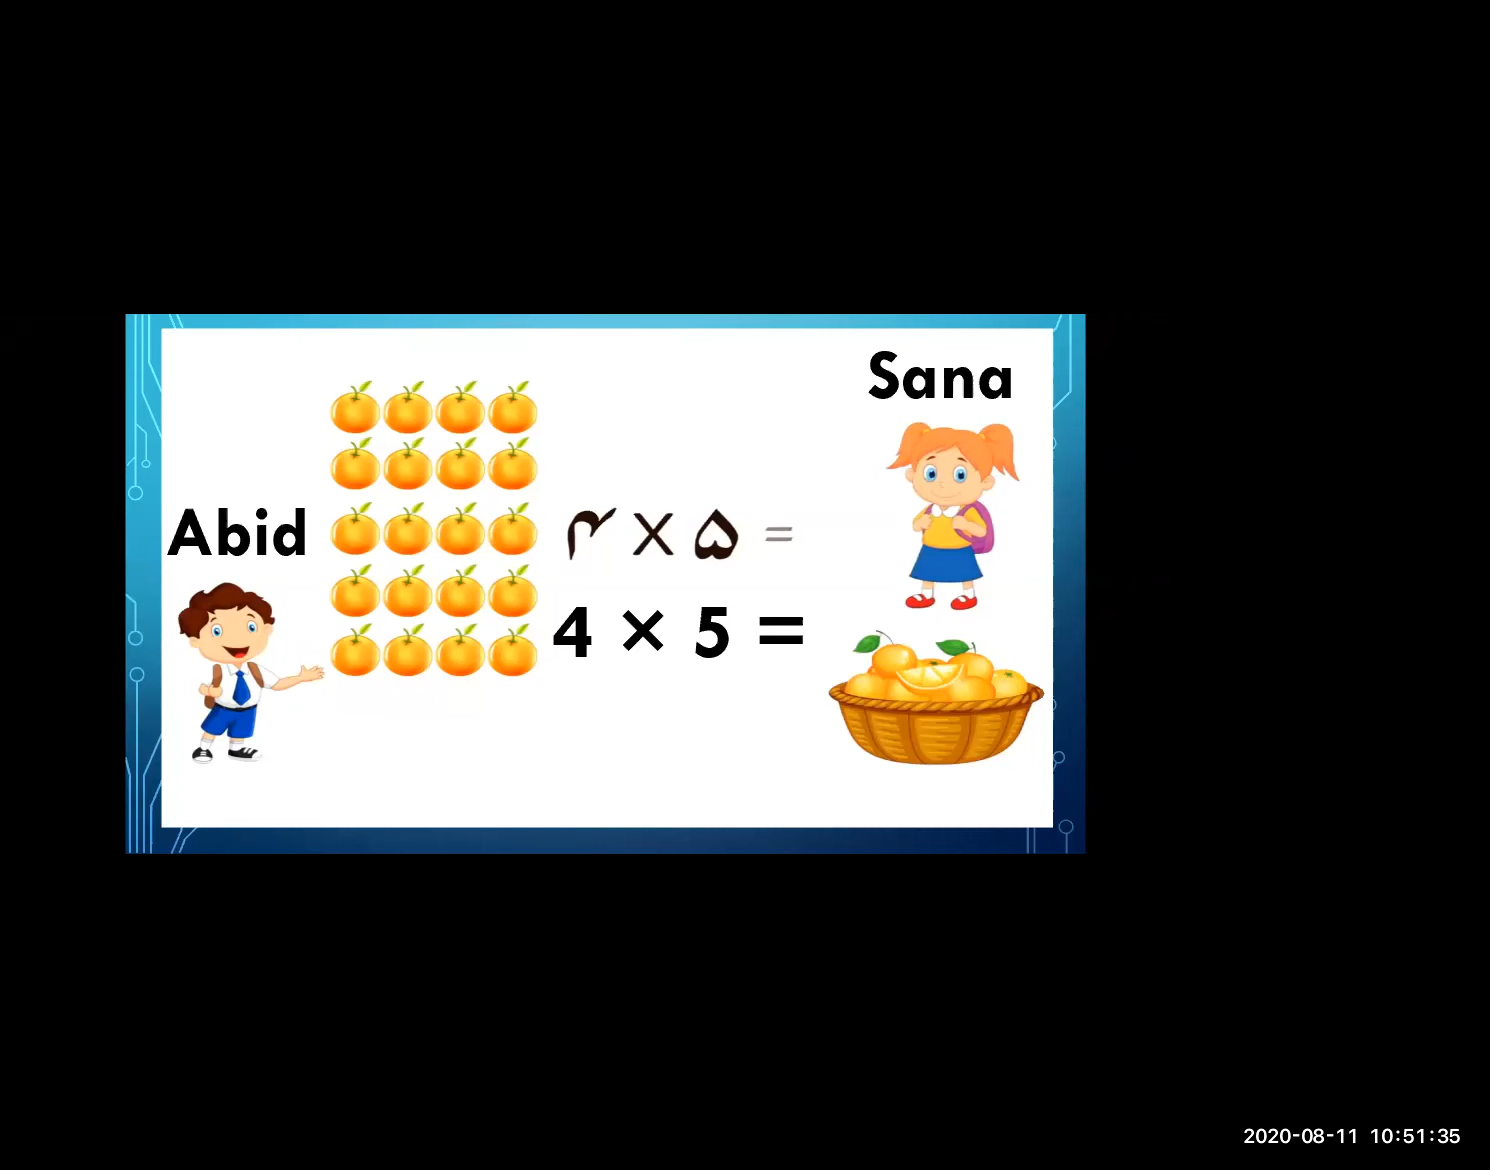 Sana
Abid
۴ × ۵ =
4 × 5 =
2020-08-11 10:51:35